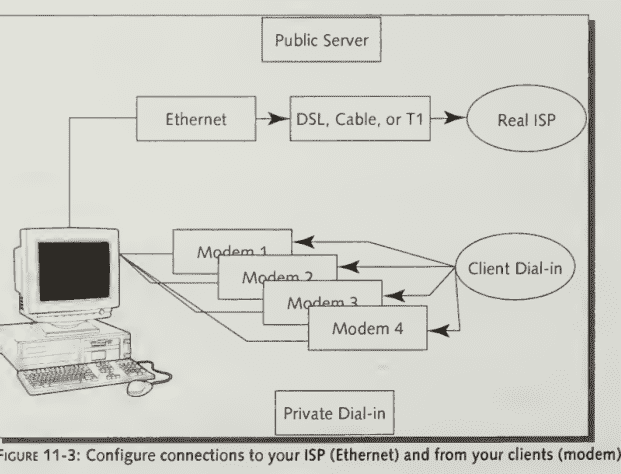 Public Server
Ethernet
DSL, Cable, or T1
Real ISP
Modem 1
Modem 2
Modem 3
Modem 4
Client Dial-in
Private Dial-in
FIGURE 11-3: Configure connections to your ISP (Ethernet) and from your clients (modem)